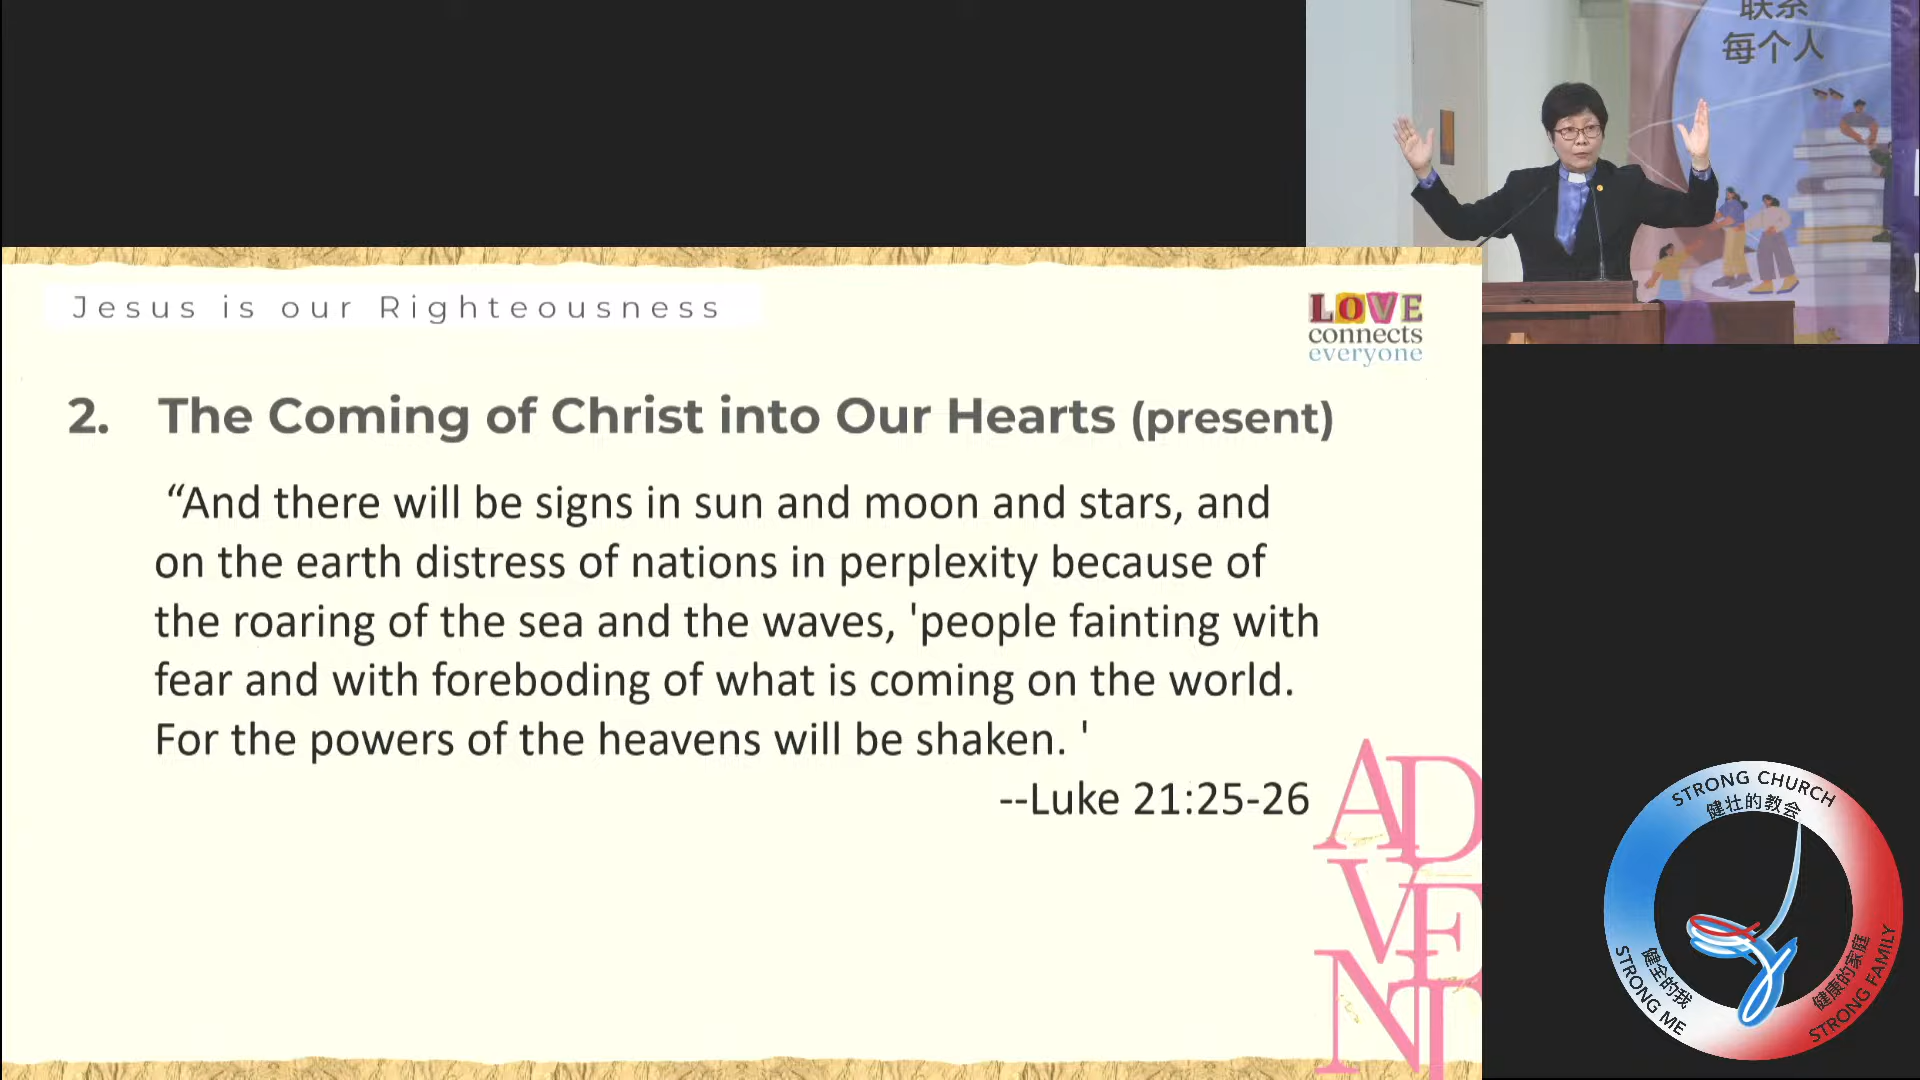 联系
每个人
Jesus is our Righteousness
LOVE
connects
everyone
2. The Coming of Christ into Our Hearts (present)
“And there will be signs in sun and moon and stars, and
on the earth distress of nations in perplexity because of
the roaring of the sea and the waves, 'people fainting with
fear and with foreboding of what is coming on the world.
For the powers of the heavens will be shaken. '
--Luke 21:25-26
AD
VE
NT
STRONG CHURCH
健壮的教会
健全的我
STRONG ME
健康的家庭
STRONG FAMILY